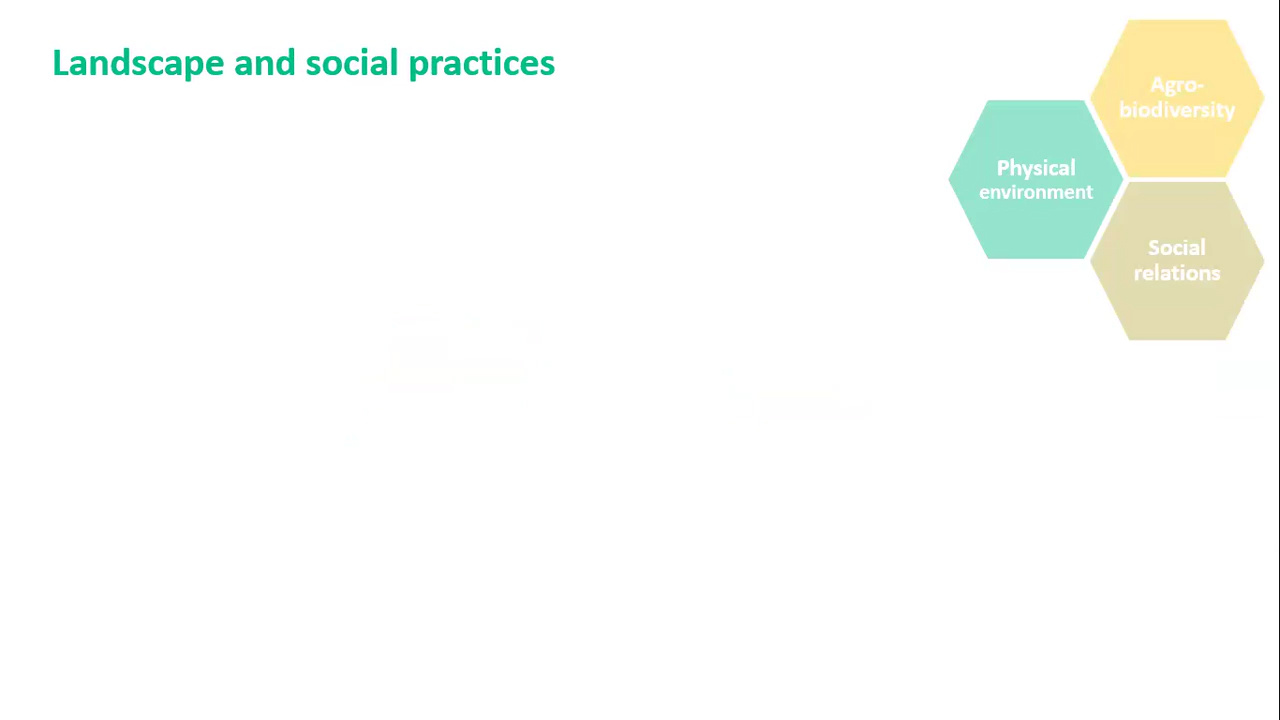 Landscape and social practices
Agro-
biodiversity
Physical
environment
Social
relations